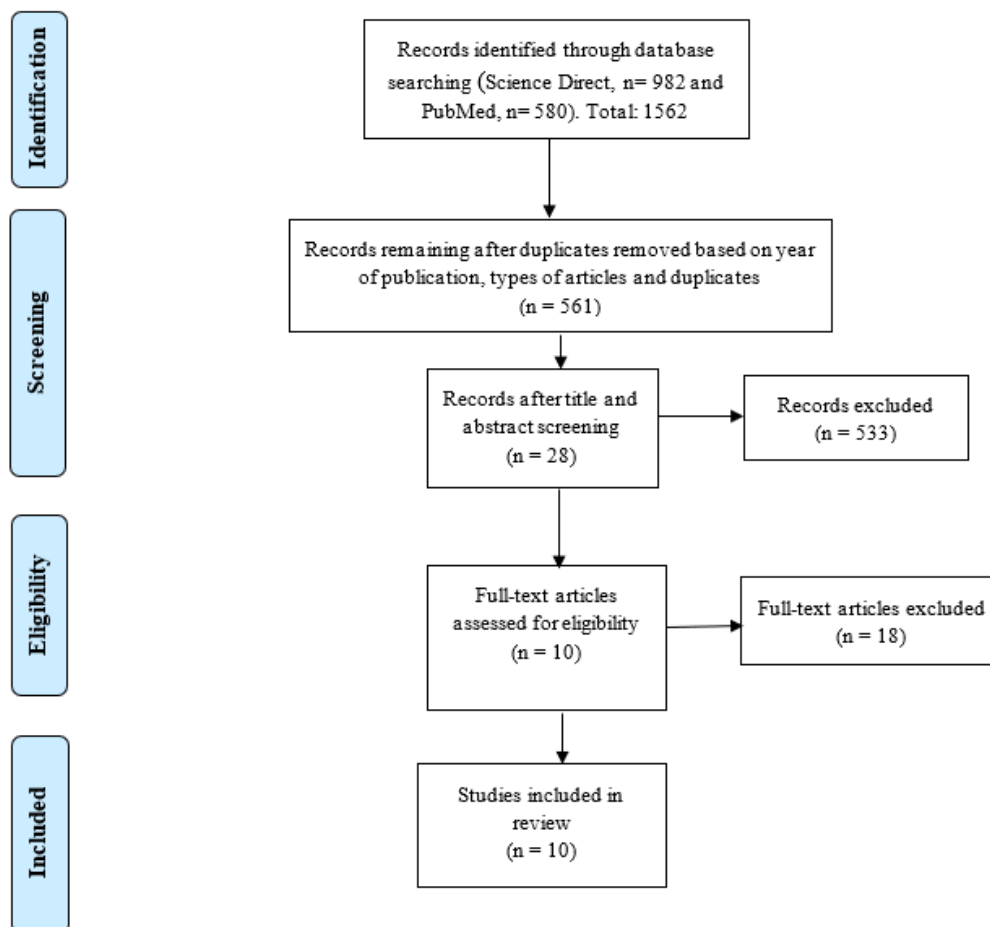 Identification
Records identified through database
searching (Science Direct, n= 982 and
PubMed, n= 580). Total: 1562
Screening
Records remaining after duplicates removed based on year
of publication, types of articles and duplicates
(n = 561)
Records after title and
abstract screening
(n = 28)
Records excluded
(n = 533)
Eligibility
Full-text articles
assessed for eligibility
(n = 10)
Full-text articles excluded
(n = 18)
Included
Studies included in
review
(n = 10)